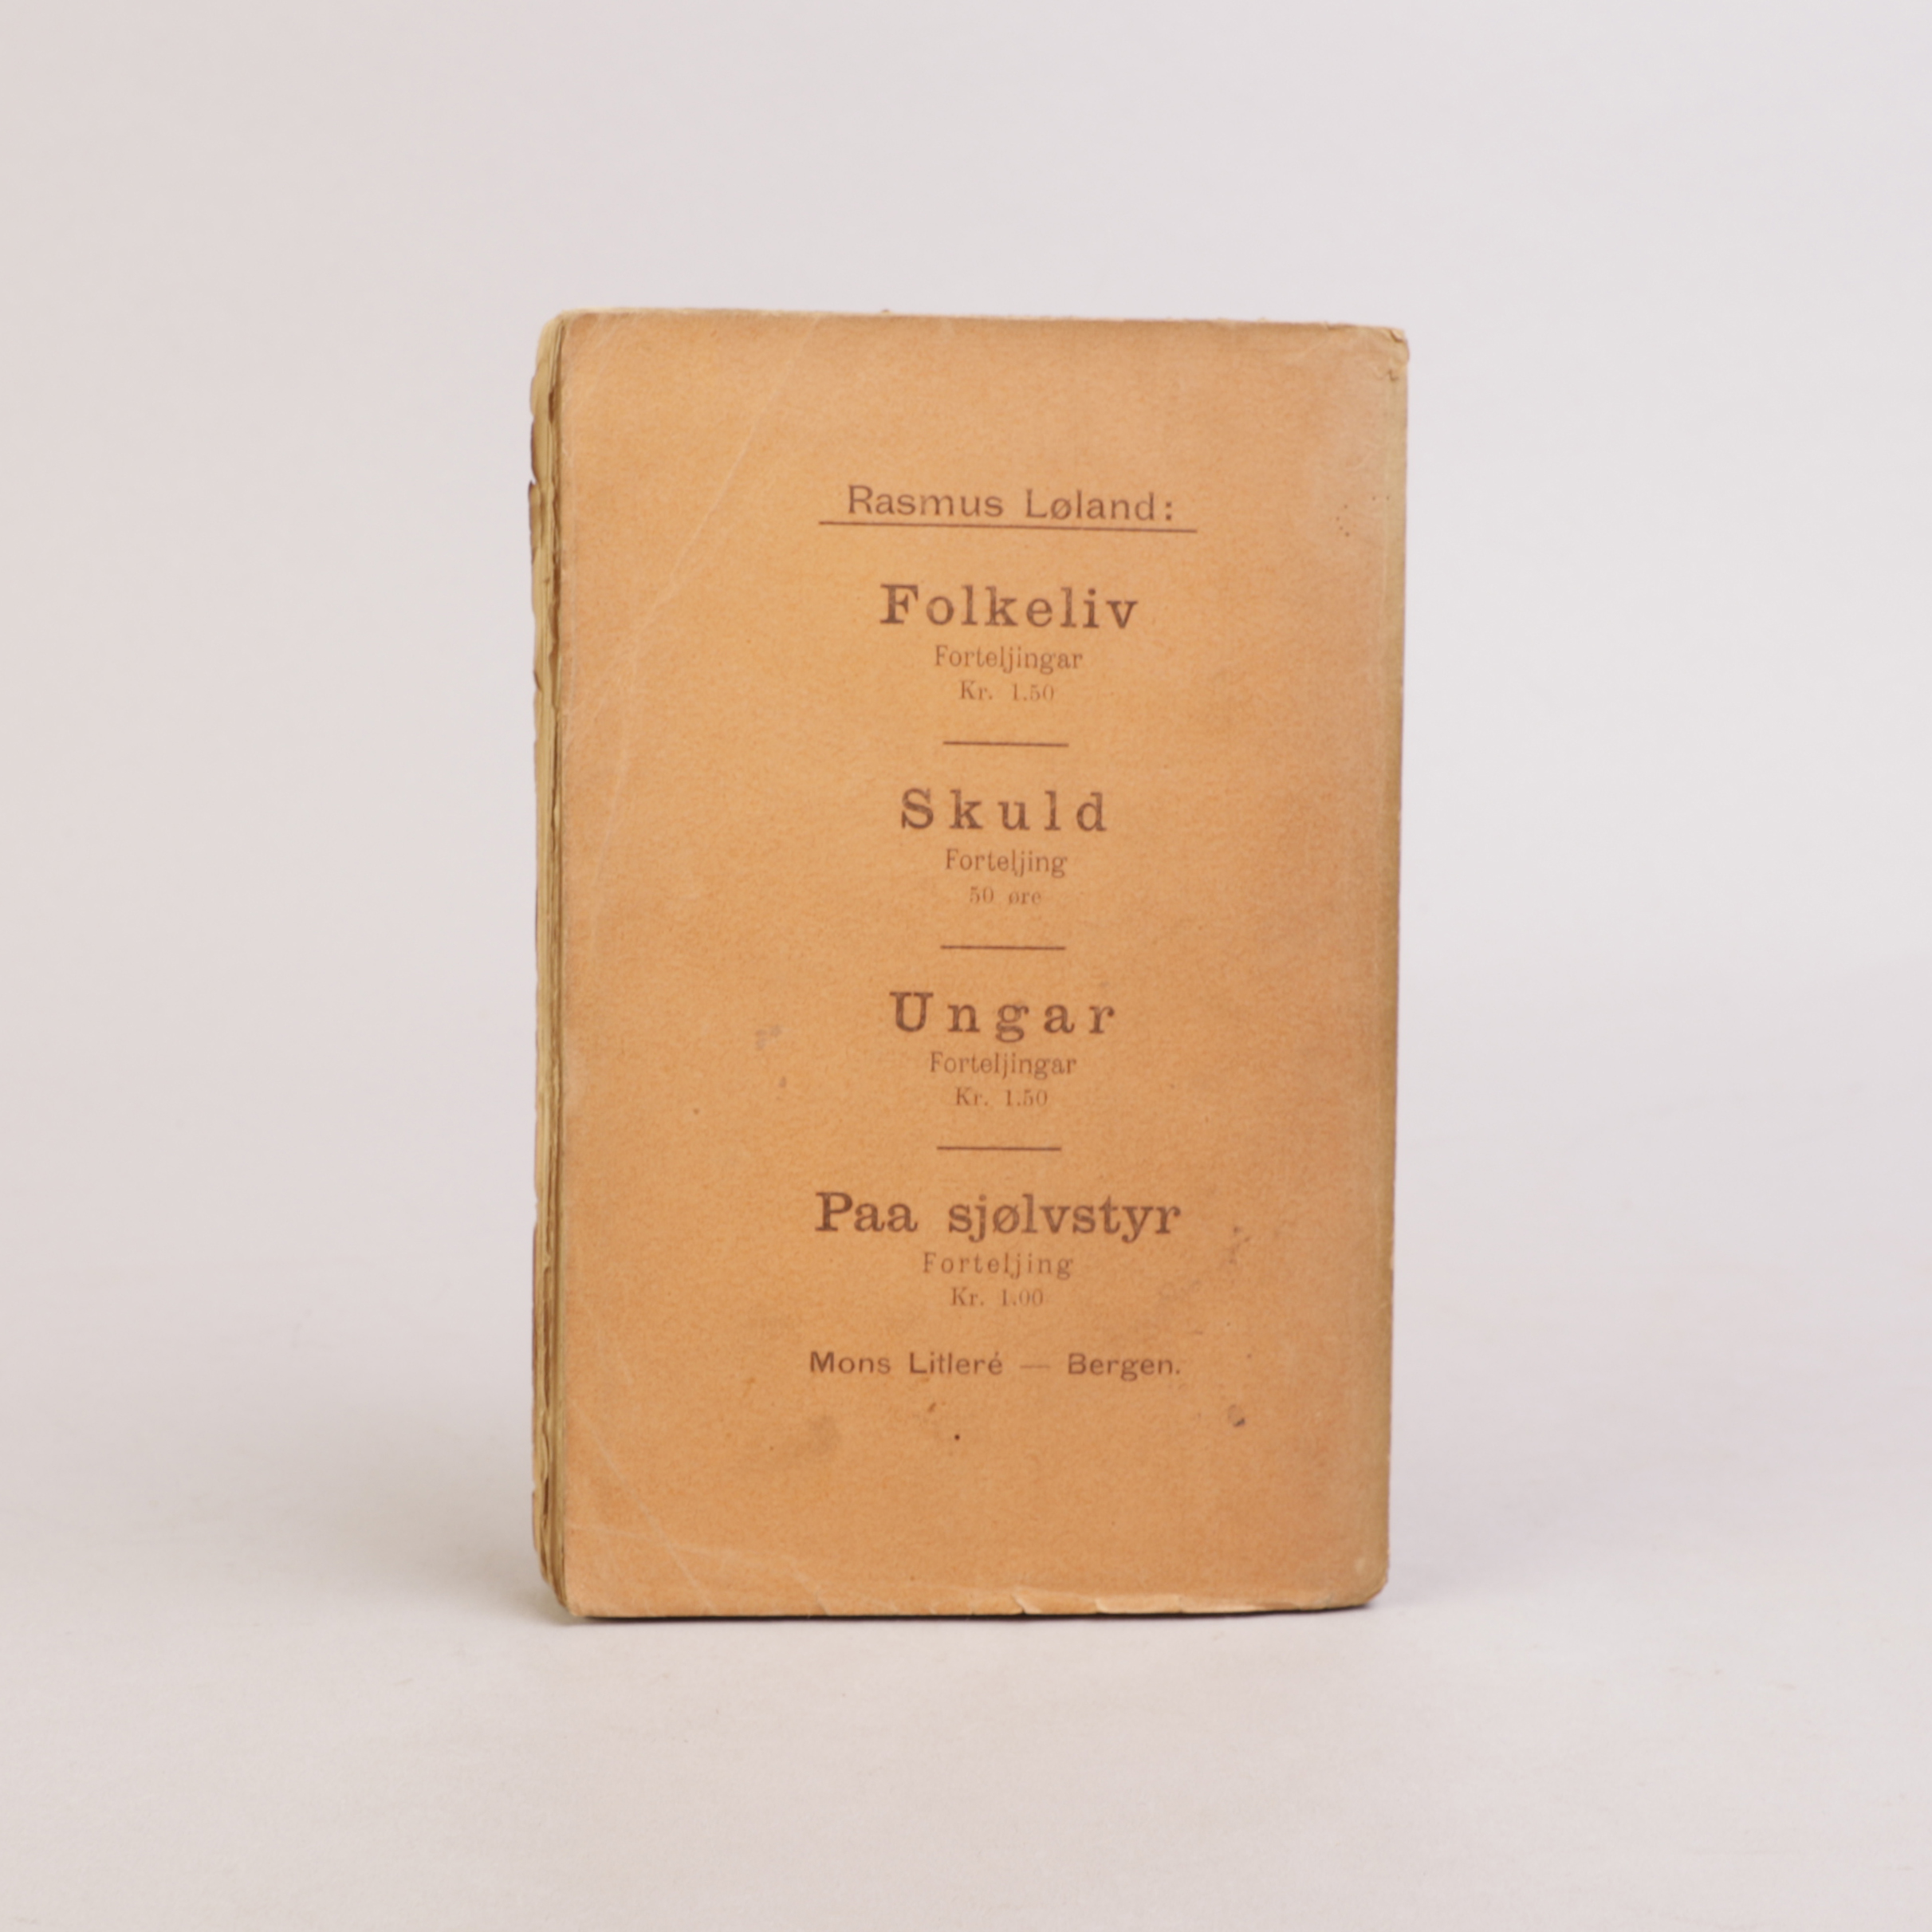 Rasmus Løland:
Folkeliv
Forteljingar
Kr. 1.50
Skuld
Forteljing
50 øre
Ungar
Forteljingar
Kr. 1.50
Paa sjølvstyr
Forteljing
Kr. 1.00
Mons Litleré — Bergen.